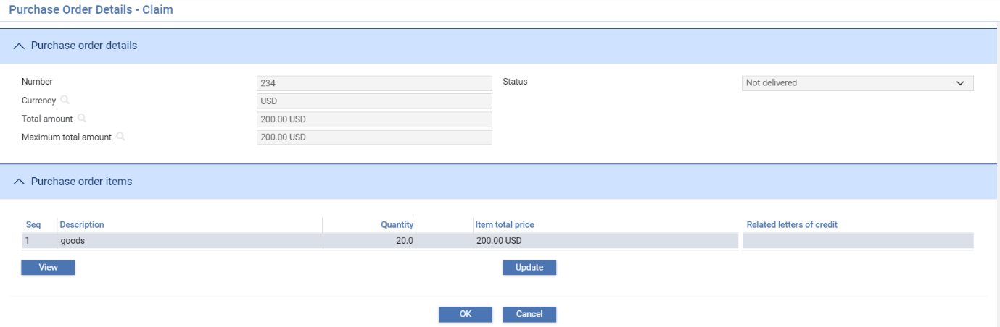 Purchase Order Details - Claim
Purchase order details
Number 234 Status Not delivered
Currency USD
Total amount 200.00 USD
Maximum total amount 200.00 USD
Purchase order items
Seq Description Quantity Item total price Related letters of credit
1 goods 20.0 200.00 USD
View Update
OK Cancel